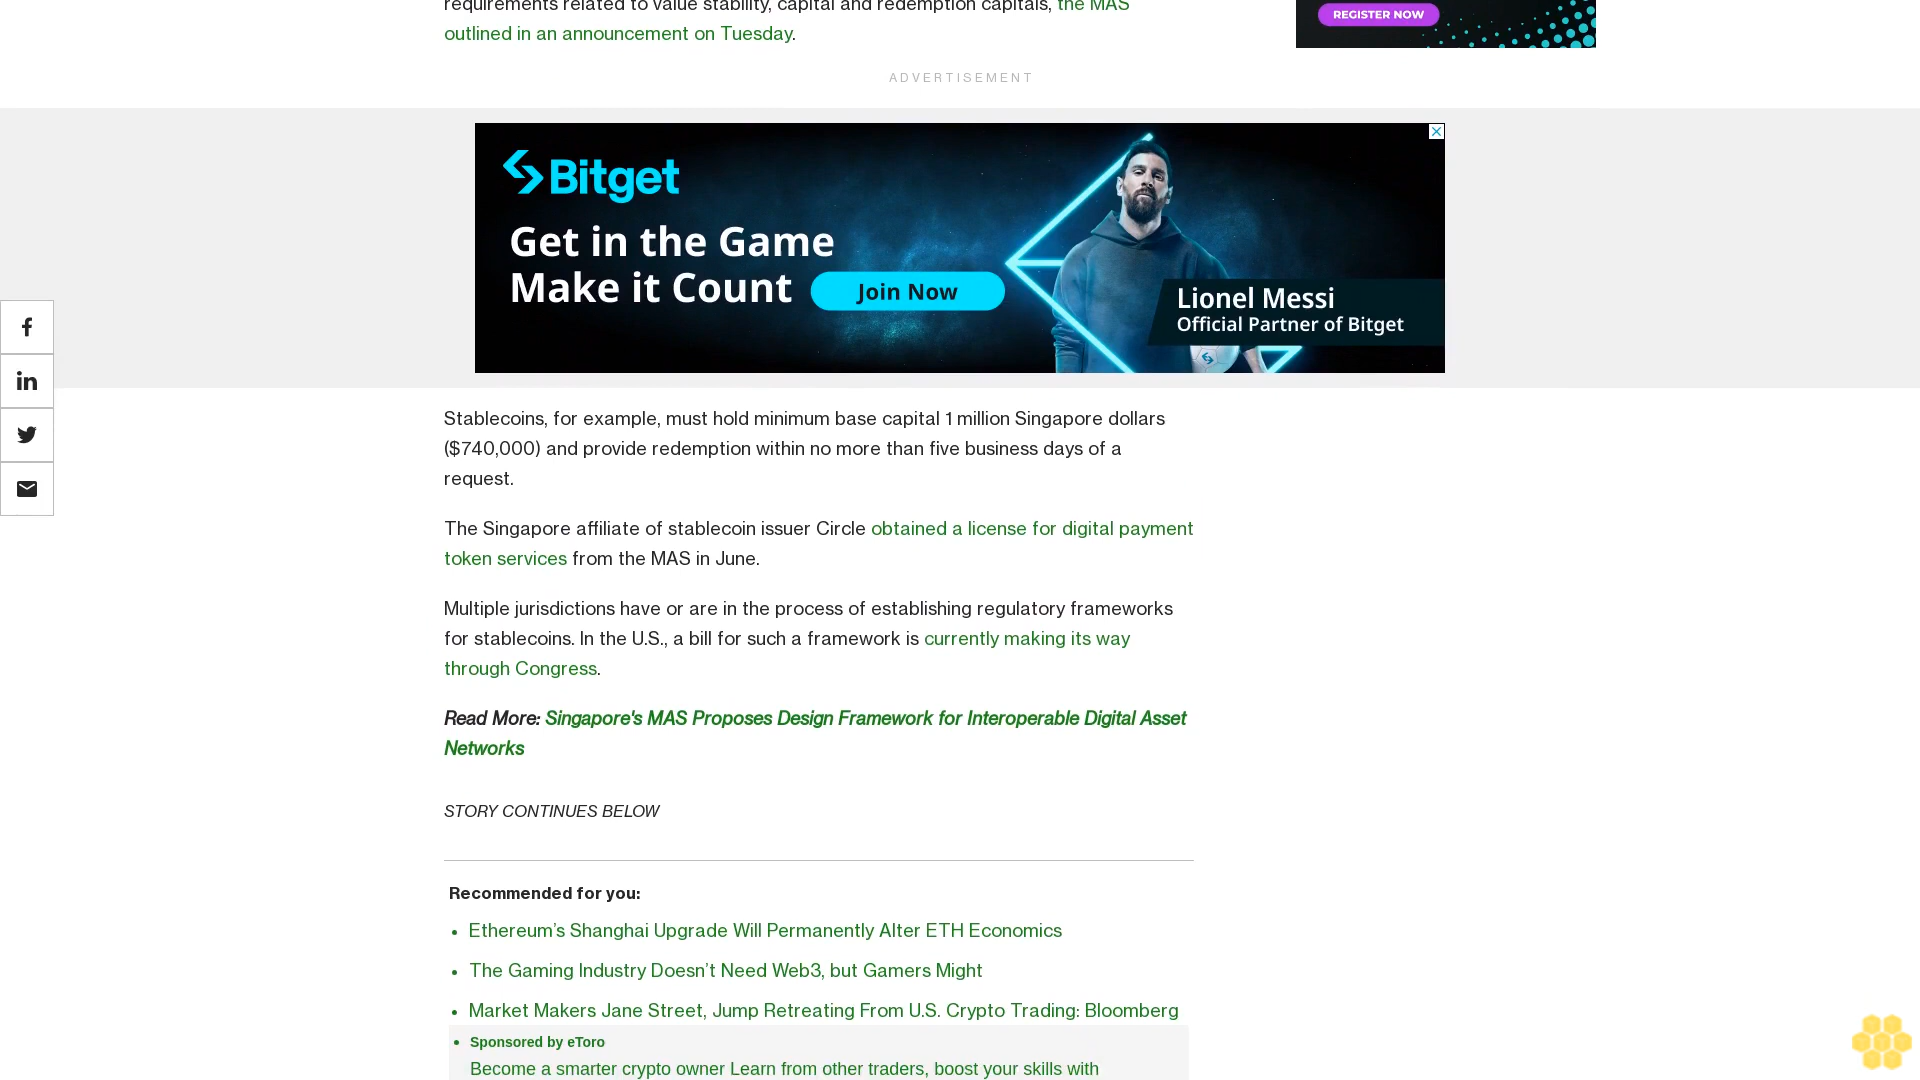 requirements related to value stability, capital and redemption capitals, the MAS
outlined in an announcement on Tuesday.
REGISTER NOW
ADVERTISEMENT
Bitget
Get in the Game
Make it Count
Join Now
Lionel Messi
Official Partner of Bitget
Stablecoins, for example, must hold minimum base capital 1 million Singapore dollars
($740,000) and provide redemption within no more than five business days of a
request.
The Singapore affiliate of stablecoin issuer Circle obtained a license for digital payment
token services from the MAS in June.
Multiple jurisdictions have or are in the process of establishing regulatory frameworks
for stablecoins. In the U.S., a bill for such a framework is currently making its way
through Congress.
Read More: Singapore's MAS Proposes Design Framework for Interoperable Digital Asset
Networks
STORY CONTINUES BELOW
Recommended for you:
• Ethereum’s Shanghai Upgrade Will Permanently Alter ETH Economics
• The Gaming Industry Doesn’t Need Web3, but Gamers Might
• Market Makers Jane Street, Jump Retreating From U.S. Crypto Trading: Bloomberg
• Sponsored by eToro
Become a smarter crypto owner Learn from other traders, boost your skills with